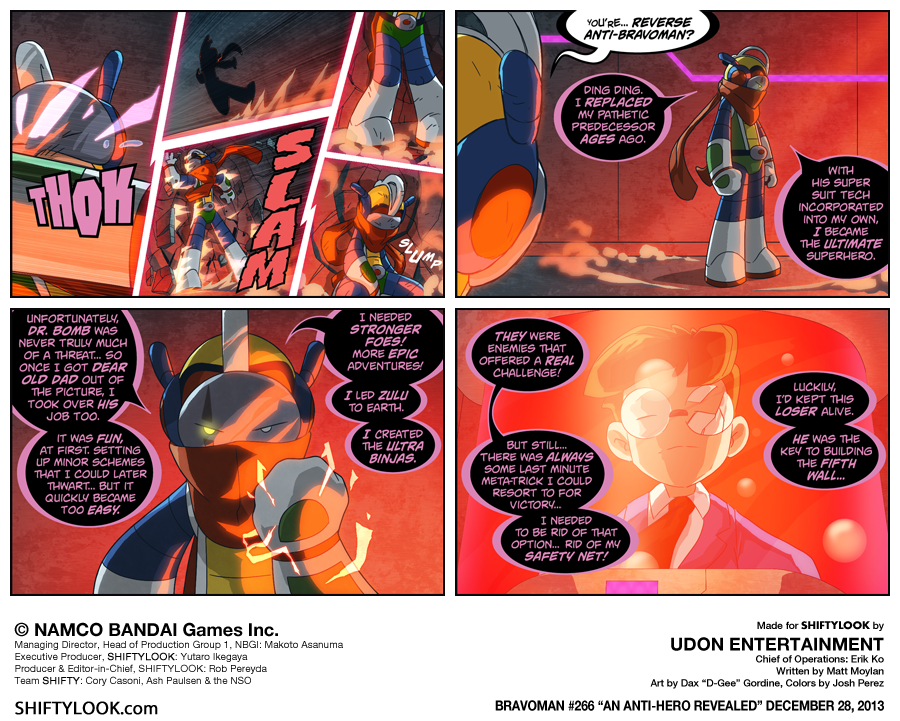 THOK
SLAM
SLUMP
YOU'RE... REVERSE
ANTI-BRAVOMAN?
DING DING.
I REPLACED
MY PATHETIC
PREDECESSOR
AGES AGO.
WITH
HIS SUPER
SUIT TECH
INCORPORATED
INTO MY OWN,
I BECAME
THE ULTIMATE
SUPERHERO.
UNFORTUNATELY,
DR. BOMB WAS
NEVER TRULY MUCH
OF A THREAT... SO
ONCE I GOT DEAR
OLD DAD OUT OF
THE PICTURE, I
TOOK OVER HIS
JOB TOO.
IT WAS FUN,
AT FIRST. SETTING
UP MINOR SCHEMES
THAT I COULD LATER
THWART... BUT IT
QUICKLY BECAME
TOO EASY.
I NEEDED
STRONGER
FOES!
MORE EPIC
ADVENTURES!
I LED ZULU
TO EARTH.
I CREATED
THE ULTRA
BINJAS.
THEY WERE
ENEMIES THAT
OFFERED A REAL
CHALLENGE!
BUT STILL...
THERE WAS ALWAYS
SOME LAST MINUTE
META-TRICK I COULD
RESORT TO FOR
VICTORY...
I NEEDED
TO BE RID OF THAT
OPTION... RID OF MY
SAFETY NET!
LUCKILY,
I'D KEPT THIS
LOSER ALIVE.
HE WAS THE
KEY TO BUILDING
THE FIFTH
WALL...
© NAMCO BANDAI Games Inc.
Managing Director, Head of Production Group 1, NBGI: Makoto Asanuma
Executive Producer, SHIFTYLOOK: Yutaro Ikegaya
Producer & Editor-in-Chief, SHIFTYLOOK: Rob Pereyda
Team SHIFTY: Cory Casoni, Ash Paulsen & the NSO
SHIFTYLOOK.com
Made for SHIFTYLOOK by
UDON ENTERTAINMENT
Chief of Operations: Erik Ko
Written by Matt Moylan
Art by Dax “D-Gee” Gordine, Colors by Josh Perez
BRAVOMAN #266 “AN ANTI-HERO REVEALED” DECEMBER 28, 2013